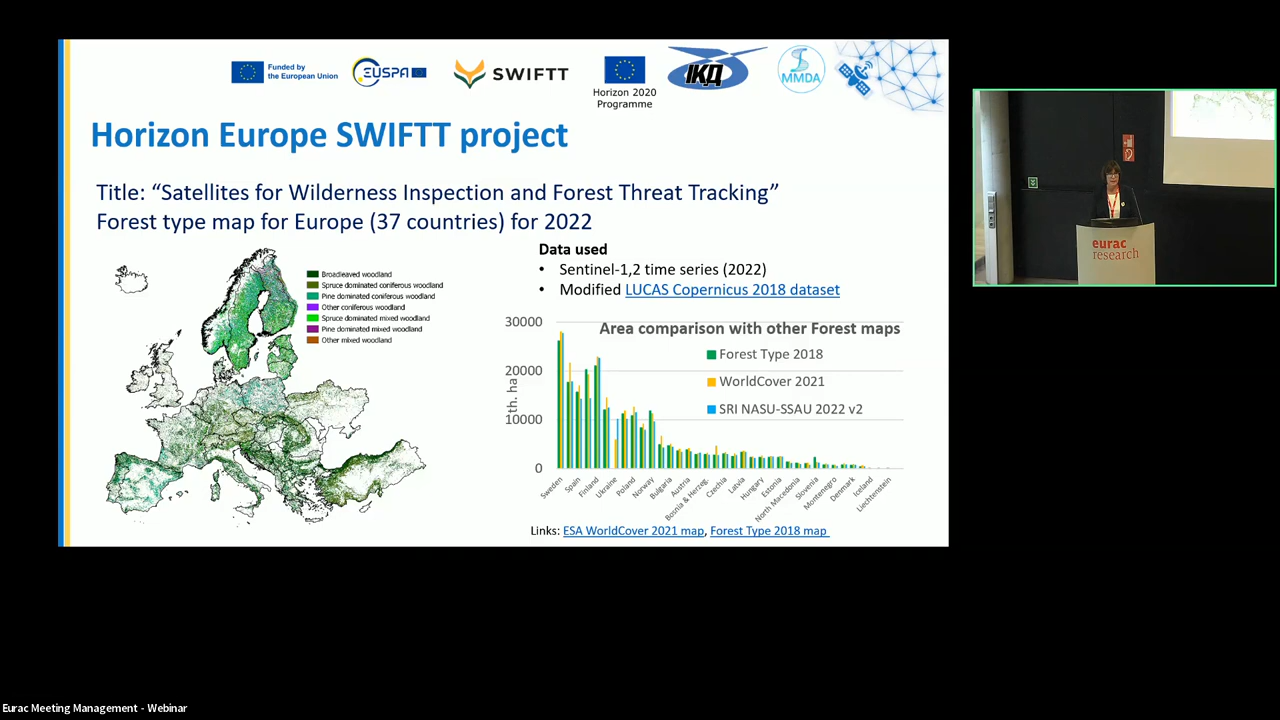 Funded by
the European Union
EUSPA
SWIFTT
Horizon 2020
Programme
ІКД
MMDA
Horizon Europe SWIFTT project
Title: “Satellites for Wilderness Inspection and Forest Threat Tracking”
Forest type map for Europe (37 countries) for 2022
Broadleaved woodland
Spruce dominated coniferous woodland
Pine dominated coniferous woodland
Other coniferous woodland
Spruce dominated mixed woodland
Pine dominated mixed woodland
Other mixed woodland
Data used
• Sentinel-1,2 time series (2022)
• Modified LUCAS Copernicus 2018 dataset
Area comparison with other Forest maps
Forest Type 2018
WorldCover 2021
SRI NASU-SSAU 2022 v2
th. ha
30000
20000
10000
0
Sweden
Spain
Finland
Ukraine
Poland
Norway
Bulgaria
Austria
Bosnia & Herzeg.
Czechia
Latvia
Hungary
Estonia
North Macedonia
Slovenia
Montenegro
Denmark
Iceland
Liechtenstein
Links: ESA WorldCover 2021 map, Forest Type 2018 map
eurac
research
Eurac Meeting Management - Webinar